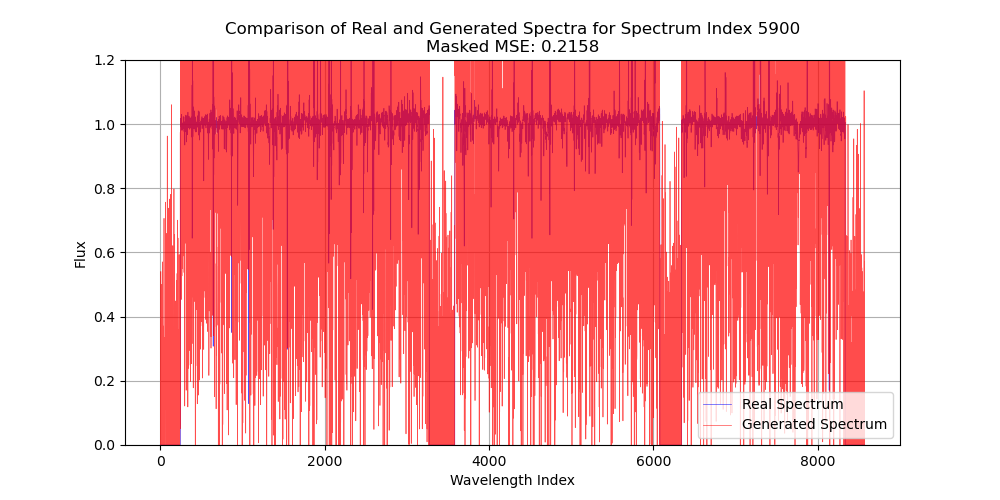 Comparison of Real and Generated Spectra for Spectrum Index 5900
Masked MSE: 0.2158
1.2
1.0
0.8
0.6
0.4
0.2
0.0
Flux
0 2000 4000 6000 8000
Wavelength Index
Real Spectrum
Generated Spectrum